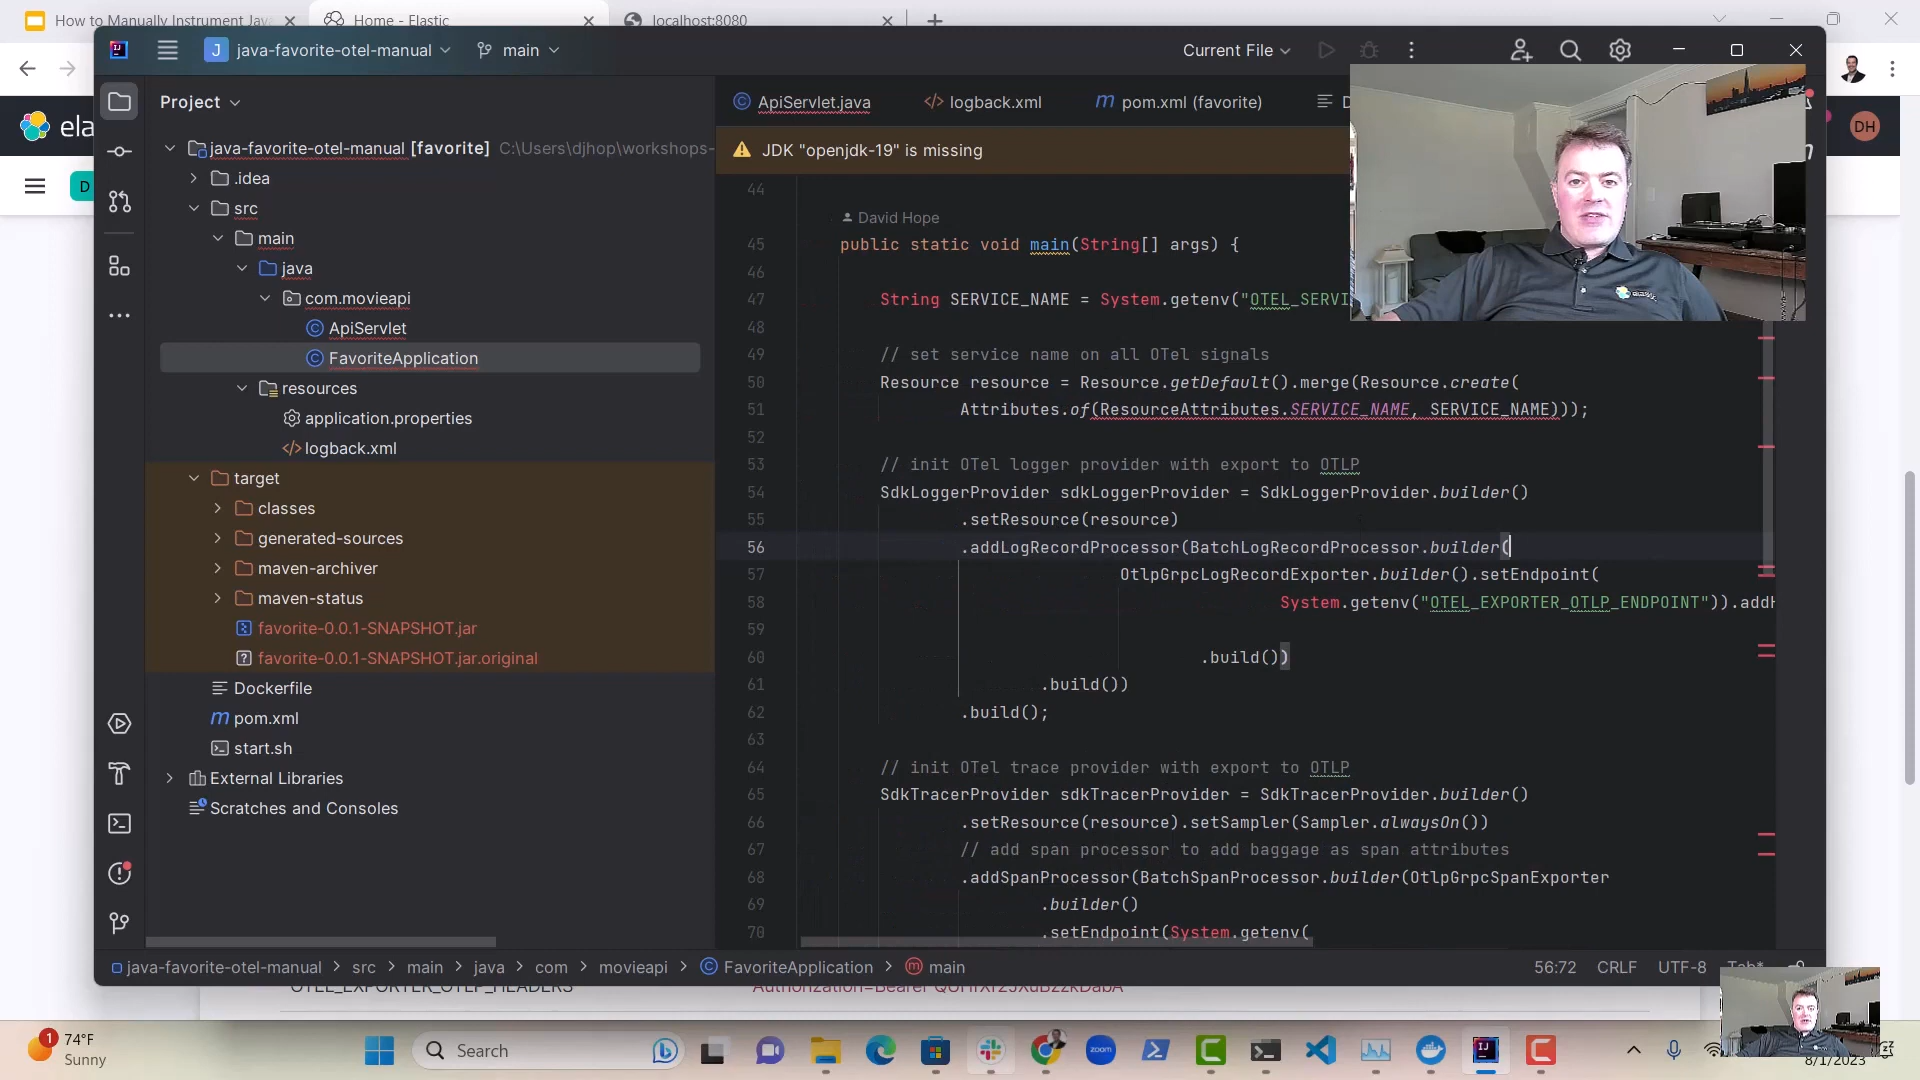 How to Manually Instrument Java
Home - Elastic
localhost:8080
J java-favorite-otel-manual
main
Current File
Project
ApiServlet.java
logback.xml
pom.xml (favorite)
D
elas
DH
D
JDK "openjdk-19" is missing
java-favorite-otel-manual [favorite] C:\Users\djhop\workshops-
.idea
src
main
java
com.movieapi
ApiServlet
FavoriteApplication
resources
application.properties
logback.xml
target
classes
generated-sources
maven-archiver
maven-status
favorite-0.0.1-SNAPSHOT.jar
favorite-0.0.1-SNAPSHOT.jar.original
Dockerfile
pom.xml
start.sh
External Libraries
Scratches and Consoles
44
David Hope
45 public static void main(String[] args) {
46
47 String SERVICE_NAME = System.getenv("OTEL_SERVI
48
49 // set service name on all OTel signals
50 Resource resource = Resource.getDefault().merge(Resource.create(
51 Attributes.of(ResourceAttributes.SERVICE_NAME, SERVICE_NAME)));
52
53 // init OTel logger provider with export to OTLP
54 SdkLoggerProvider sdkLoggerProvider = SdkLoggerProvider.builder()
55 .setResource(resource)
56 .addLogRecordProcessor(BatchLogRecordProcessor.builder(
57 OtlpGrpcLogRecordExporter.builder().setEndpoint(
58 System.getenv("OTEL_EXPORTER_OTLP_ENDPOINT")).addH
59
60 .build())
61 .build())
62 .build();
63
64 // init OTel trace provider with export to OTLP
65 SdkTracerProvider sdkTracerProvider = SdkTracerProvider.builder()
66 .setResource(resource).setSampler(Sampler.alwaysOn())
67 // add span processor to add baggage as span attributes
68 .addSpanProcessor(BatchSpanProcessor.builder(OtlpGrpcSpanExporter
69 .builder()
70 .setEndpoint(System.getenv(
java-favorite-otel-manual > src > main > java > com > movieapi > FavoriteApplication > main
56:72 CRLF UTF-8 Tab*
OTEL_EXPORTER_OTLP_HEADERS
1
74°F
Sunny
Search
zoom
8/1/2023